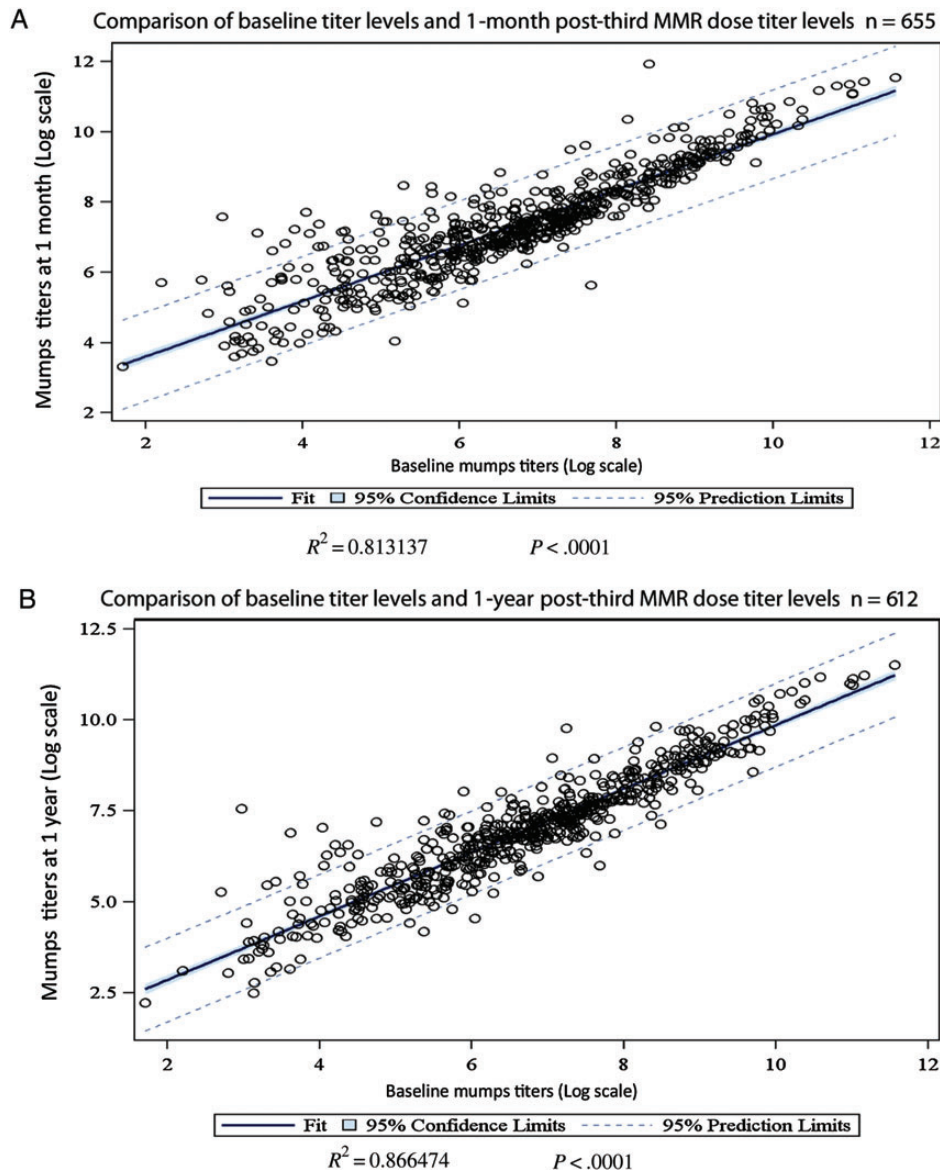 A
Comparison of baseline titer levels and 1-month post-third MMR dose titer levels n = 655
Mumps titers at 1 month (Log scale)
12
10
8
6
4
2
2 4 6 8 10 12
Baseline mumps titers (Log scale)
Fit 95% Confidence Limits 95% Prediction Limits
R² = 0.813137 P < .0001
B
Comparison of baseline titer levels and 1-year post-third MMR dose titer levels n = 612
Mumps titers at 1 year (Log scale)
12.5
10.0
7.5
5.0
2.5
2 4 6 8 10 12
Baseline mumps titers (Log scale)
Fit 95% Confidence Limits 95% Prediction Limits
R² = 0.866474 P < .0001